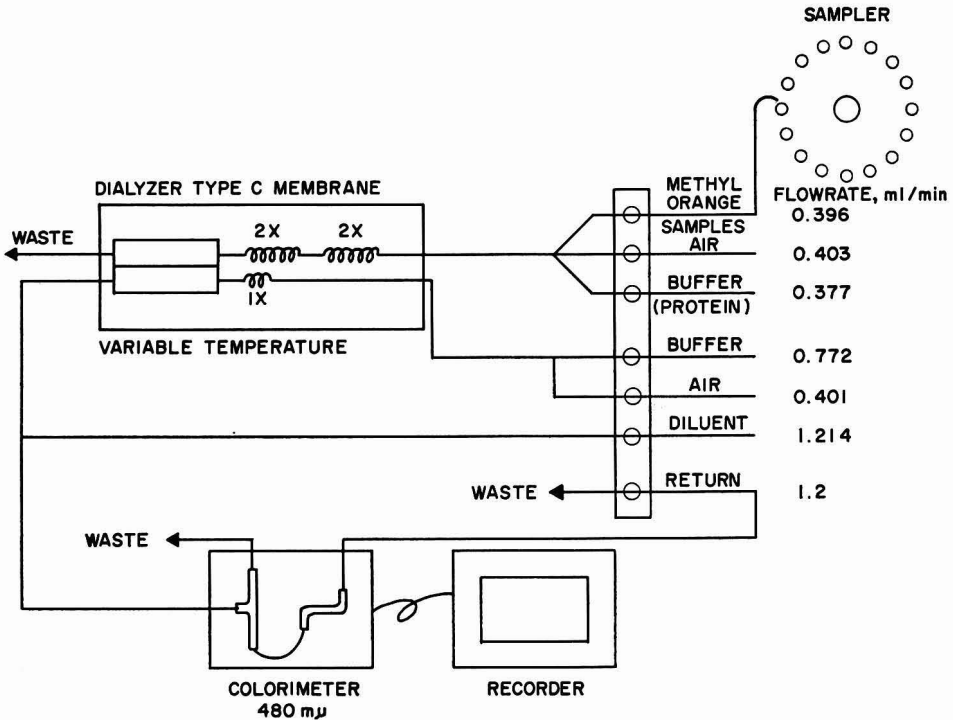 SAMPLER
DIALYZER TYPE C MEMBRANE
METHYL
ORANGE
FLOWRATE, ml/min
0.396
WASTE
2X
2X
SAMPLES
AIR
0.403
1X
BUFFER
(PROTEIN)
0.377
VARIABLE TEMPERATURE
BUFFER
0.772
AIR
0.401
DILUENT
1.214
WASTE
RETURN
1.2
WASTE
COLORIMETER
480 mμ
RECORDER